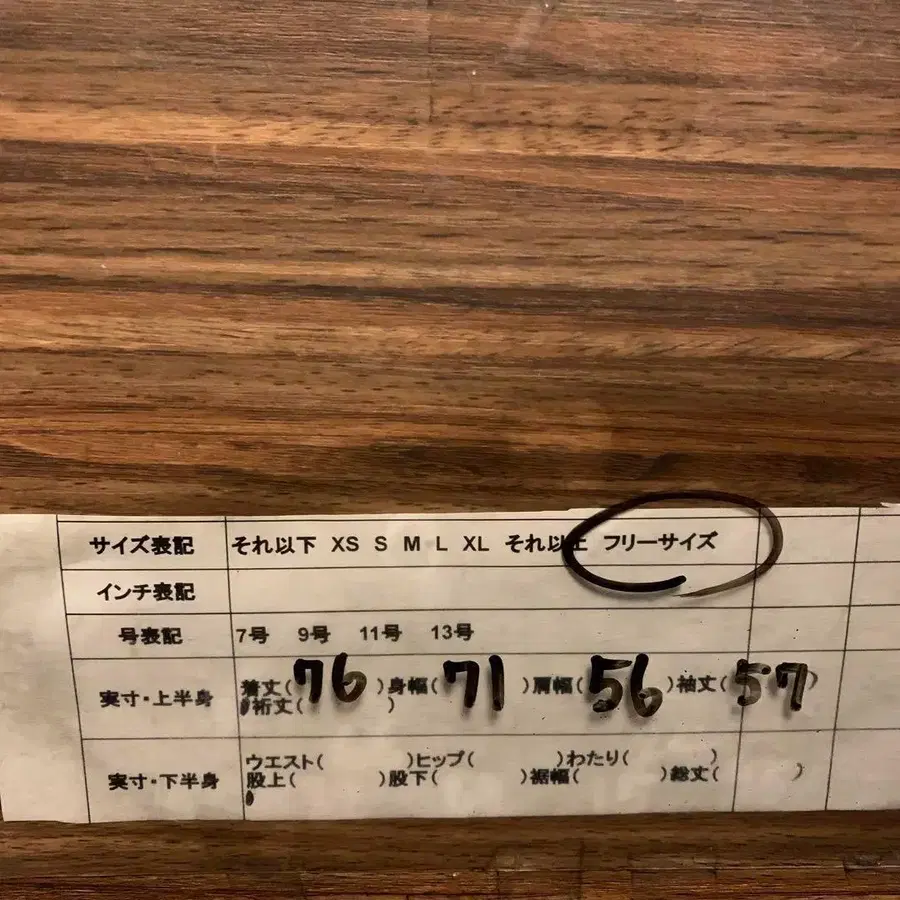 サイズ表記 それ以下 XS S M L XL それ以上 フリーサイズ
インチ表記
号表記 7号 9号 11号 13号
実寸・上半身 着丈(76)身幅(71)肩幅(56)袖丈(57)
裄丈( )
実寸・下半身 ウエスト( )ヒップ( )わたり( )
股上( )股下( )裾幅( )総丈( )